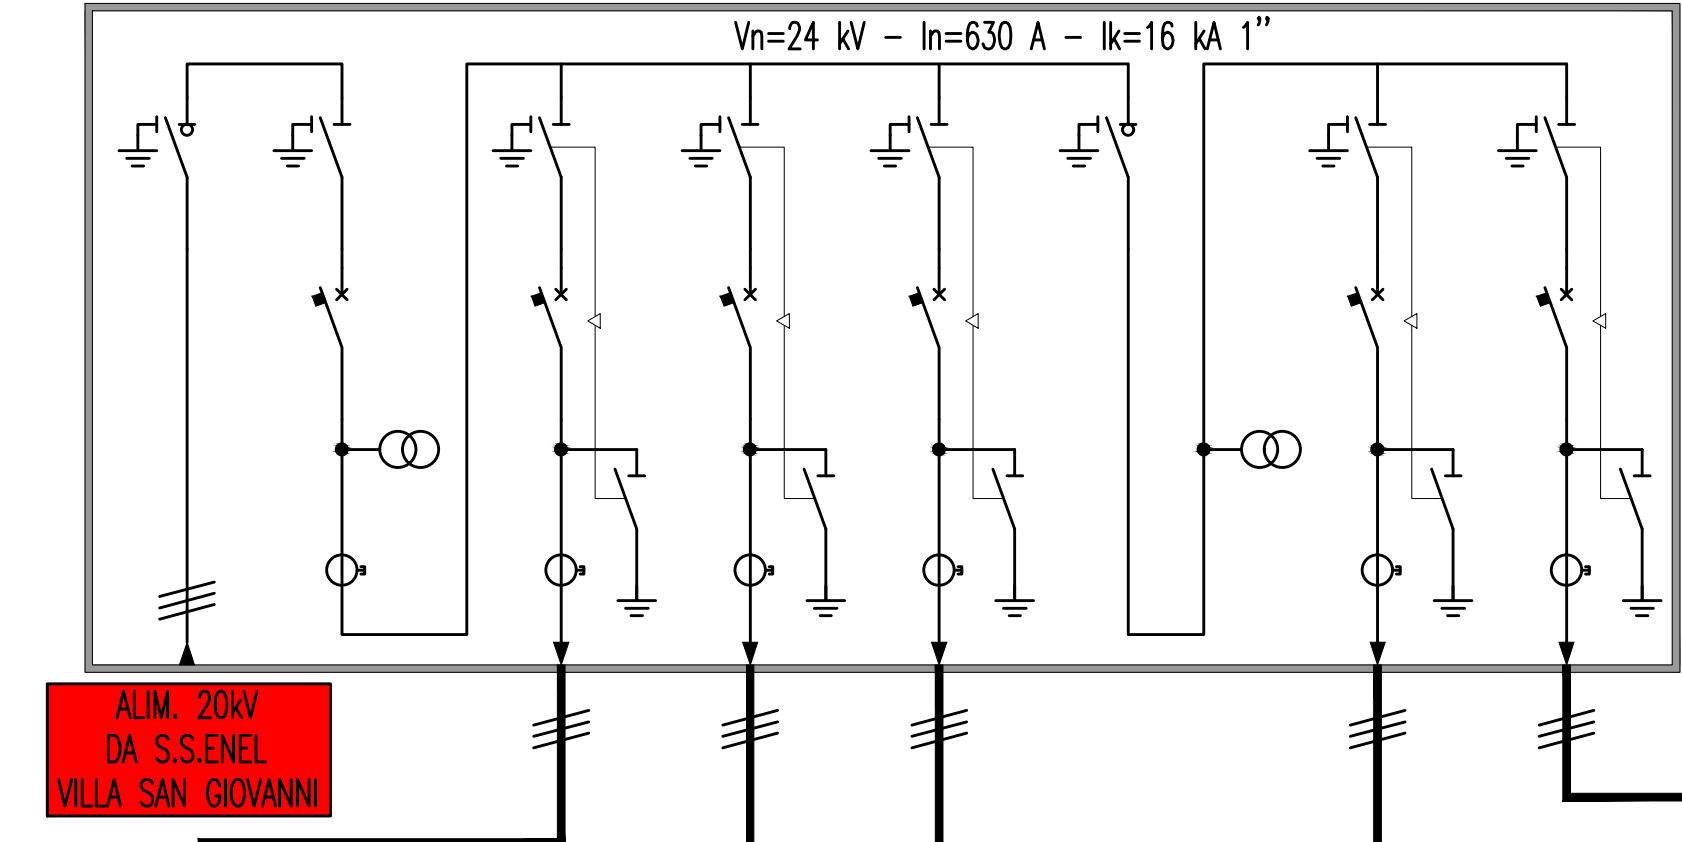 Vn=24 kV - In=630 A - Ik=16 kA 1”
ALIM. 20kV
DA S.S.ENEL
VILLA SAN GIOVANNI